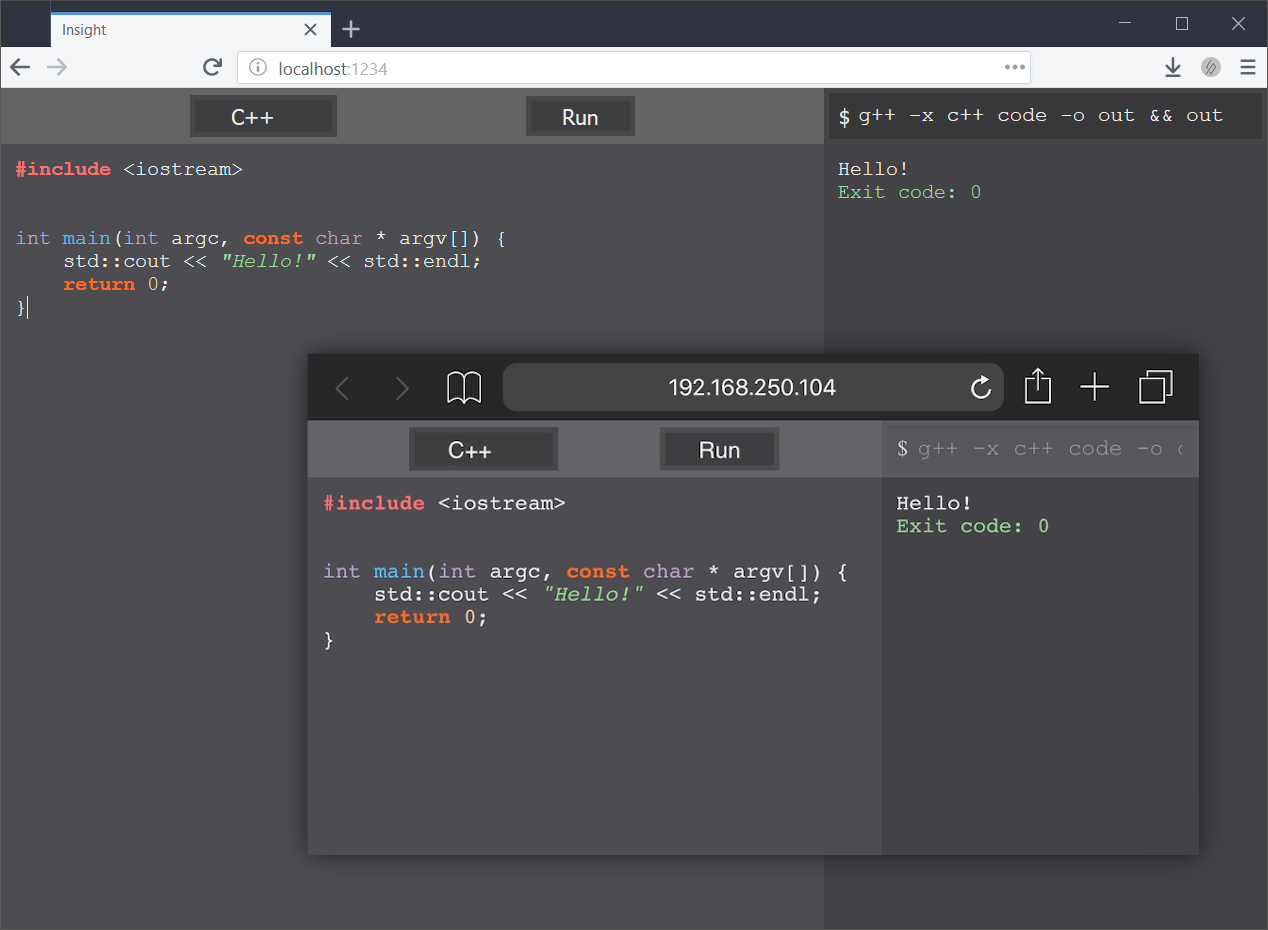 Insight
localhost:1234
C++ Run
$ g++ -x c++ code -o out && out
#include <iostream>
int main(int argc, const char * argv[]) {
    std::cout << "Hello!" << std::endl;
    return 0;
}
Hello!
Exit code: 0
192.168.250.104
C++ Run
$ g++ -x c++ code -o
#include <iostream>
int main(int argc, const char * argv[]) {
    std::cout << "Hello!" << std::endl;
    return 0;
}
Hello!
Exit code: 0